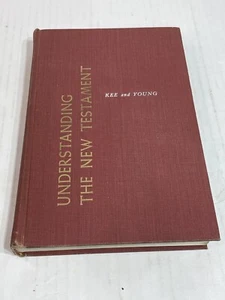 UNDERSTANDING
THE NEW TESTAMENT
KEE and YOUNG